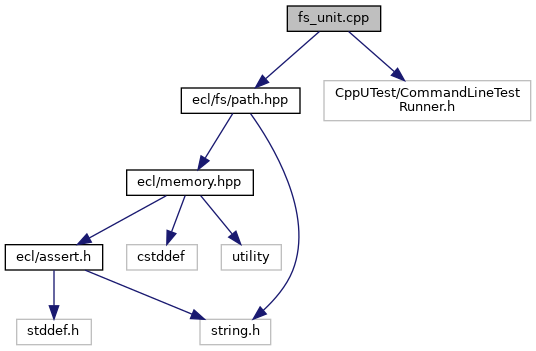 fs_unit.cpp
ecl/fs/path.hpp
CppUTest/CommandLineTest
Runner.h
ecl/memory.hpp
ecl/assert.h
cstddef
utility
stddef.h
string.h